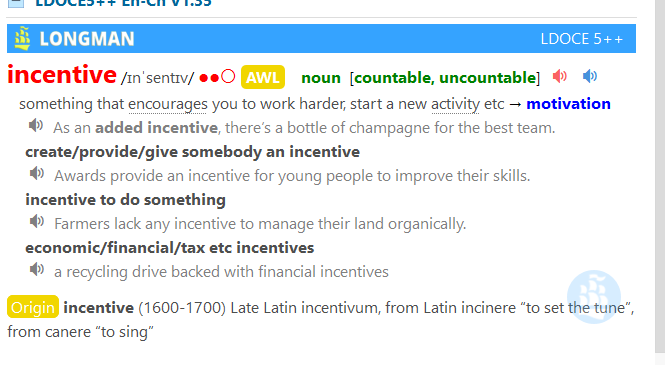 LDOCE5++ En-Cn V1.35
LONGMAN LDOCE 5++
incentive /ɪnˈsentɪv/ ●●○ AWL noun [countable, uncountable]
something that encourages you to work harder, start a new activity etc → motivation
As an added incentive, there’s a bottle of champagne for the best team.
create/provide/give somebody an incentive
Awards provide an incentive for young people to improve their skills.
incentive to do something
Farmers lack any incentive to manage their land organically.
economic/financial/tax etc incentives
a recycling drive backed with financial incentives
Origin incentive (1600-1700) Late Latin incentivum, from Latin incinere “to set the tune”,
from canere “to sing”